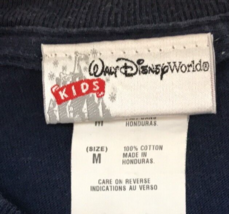 Walt Disney World®
KIDS
M
HONDURAS
(SIZE) 100% COTTON
M MADE IN
HONDURAS.
CARE ON REVERSE
INDICATIONS AU VERSO